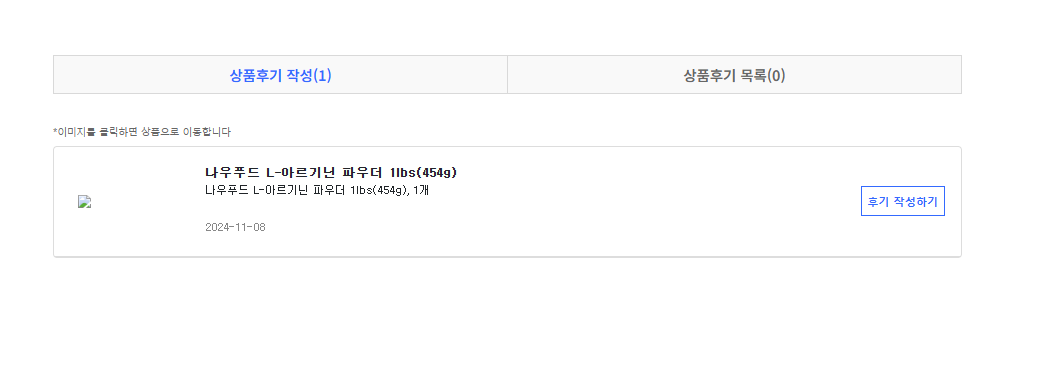 상품후기 작성(1)
상품후기 목록(0)
*이미지를 클릭하면 상품으로 이동합니다
나우푸드 L-아르기닌 파우더 1lbs(454g)
나우푸드 L-아르기닌 파우더 1lbs(454g), 1개
후기 작성하기
2024-11-08